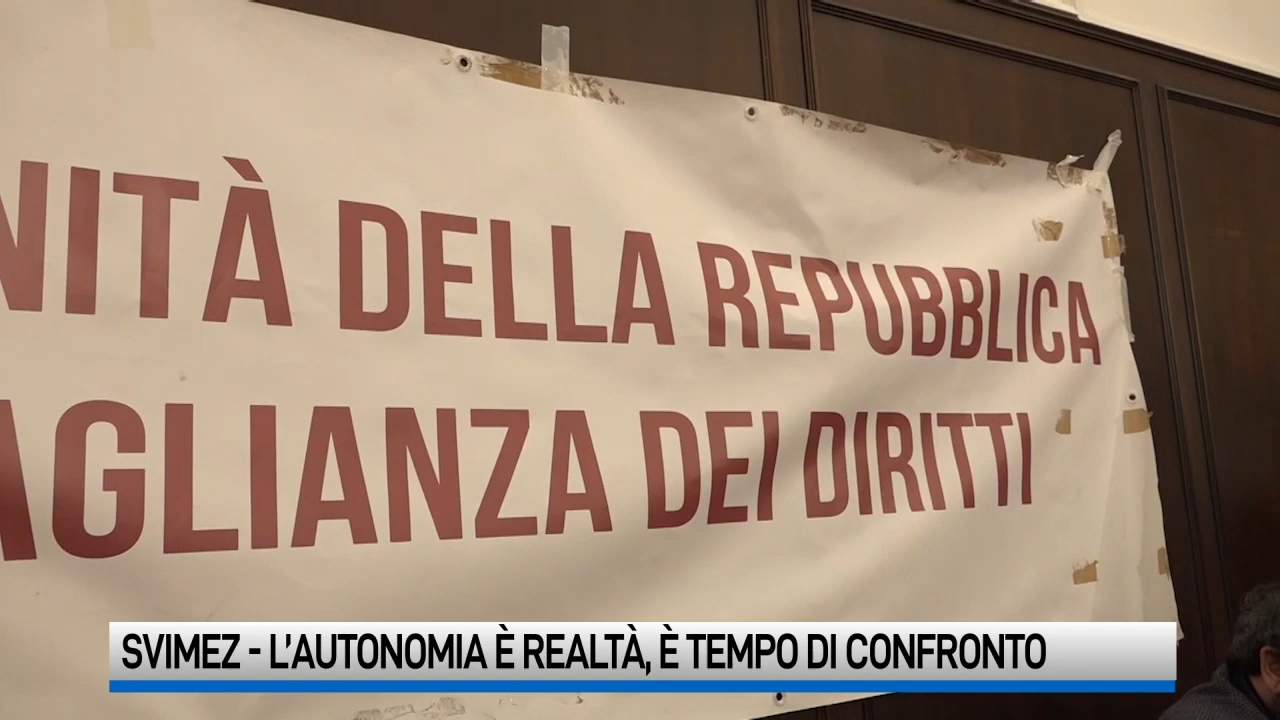 NITÀ DELLA REPUBBLICA
AGLIANZA DEI DIRITTI
SVIMEZ - L'AUTONOMIA È REALTÀ, È TEMPO DI CONFRONTO